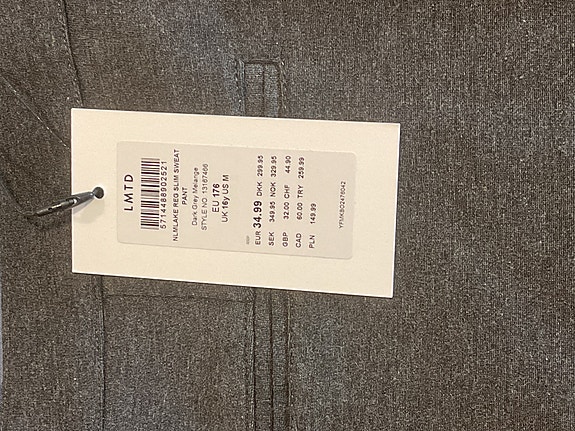 LMTD
5714488902521
NLMLAKE REG SLIM SWEAT
PANT
Dark Grey Melange
STYLE NO. 13167466
EU 176
UK 16y US M
EUR 34.99 DKK 299.95
SEK 349.95 NOK 329.95
GBP 32.00 CHF 44.90
CAD 60.00 TRY 259.99
PLN 149.99